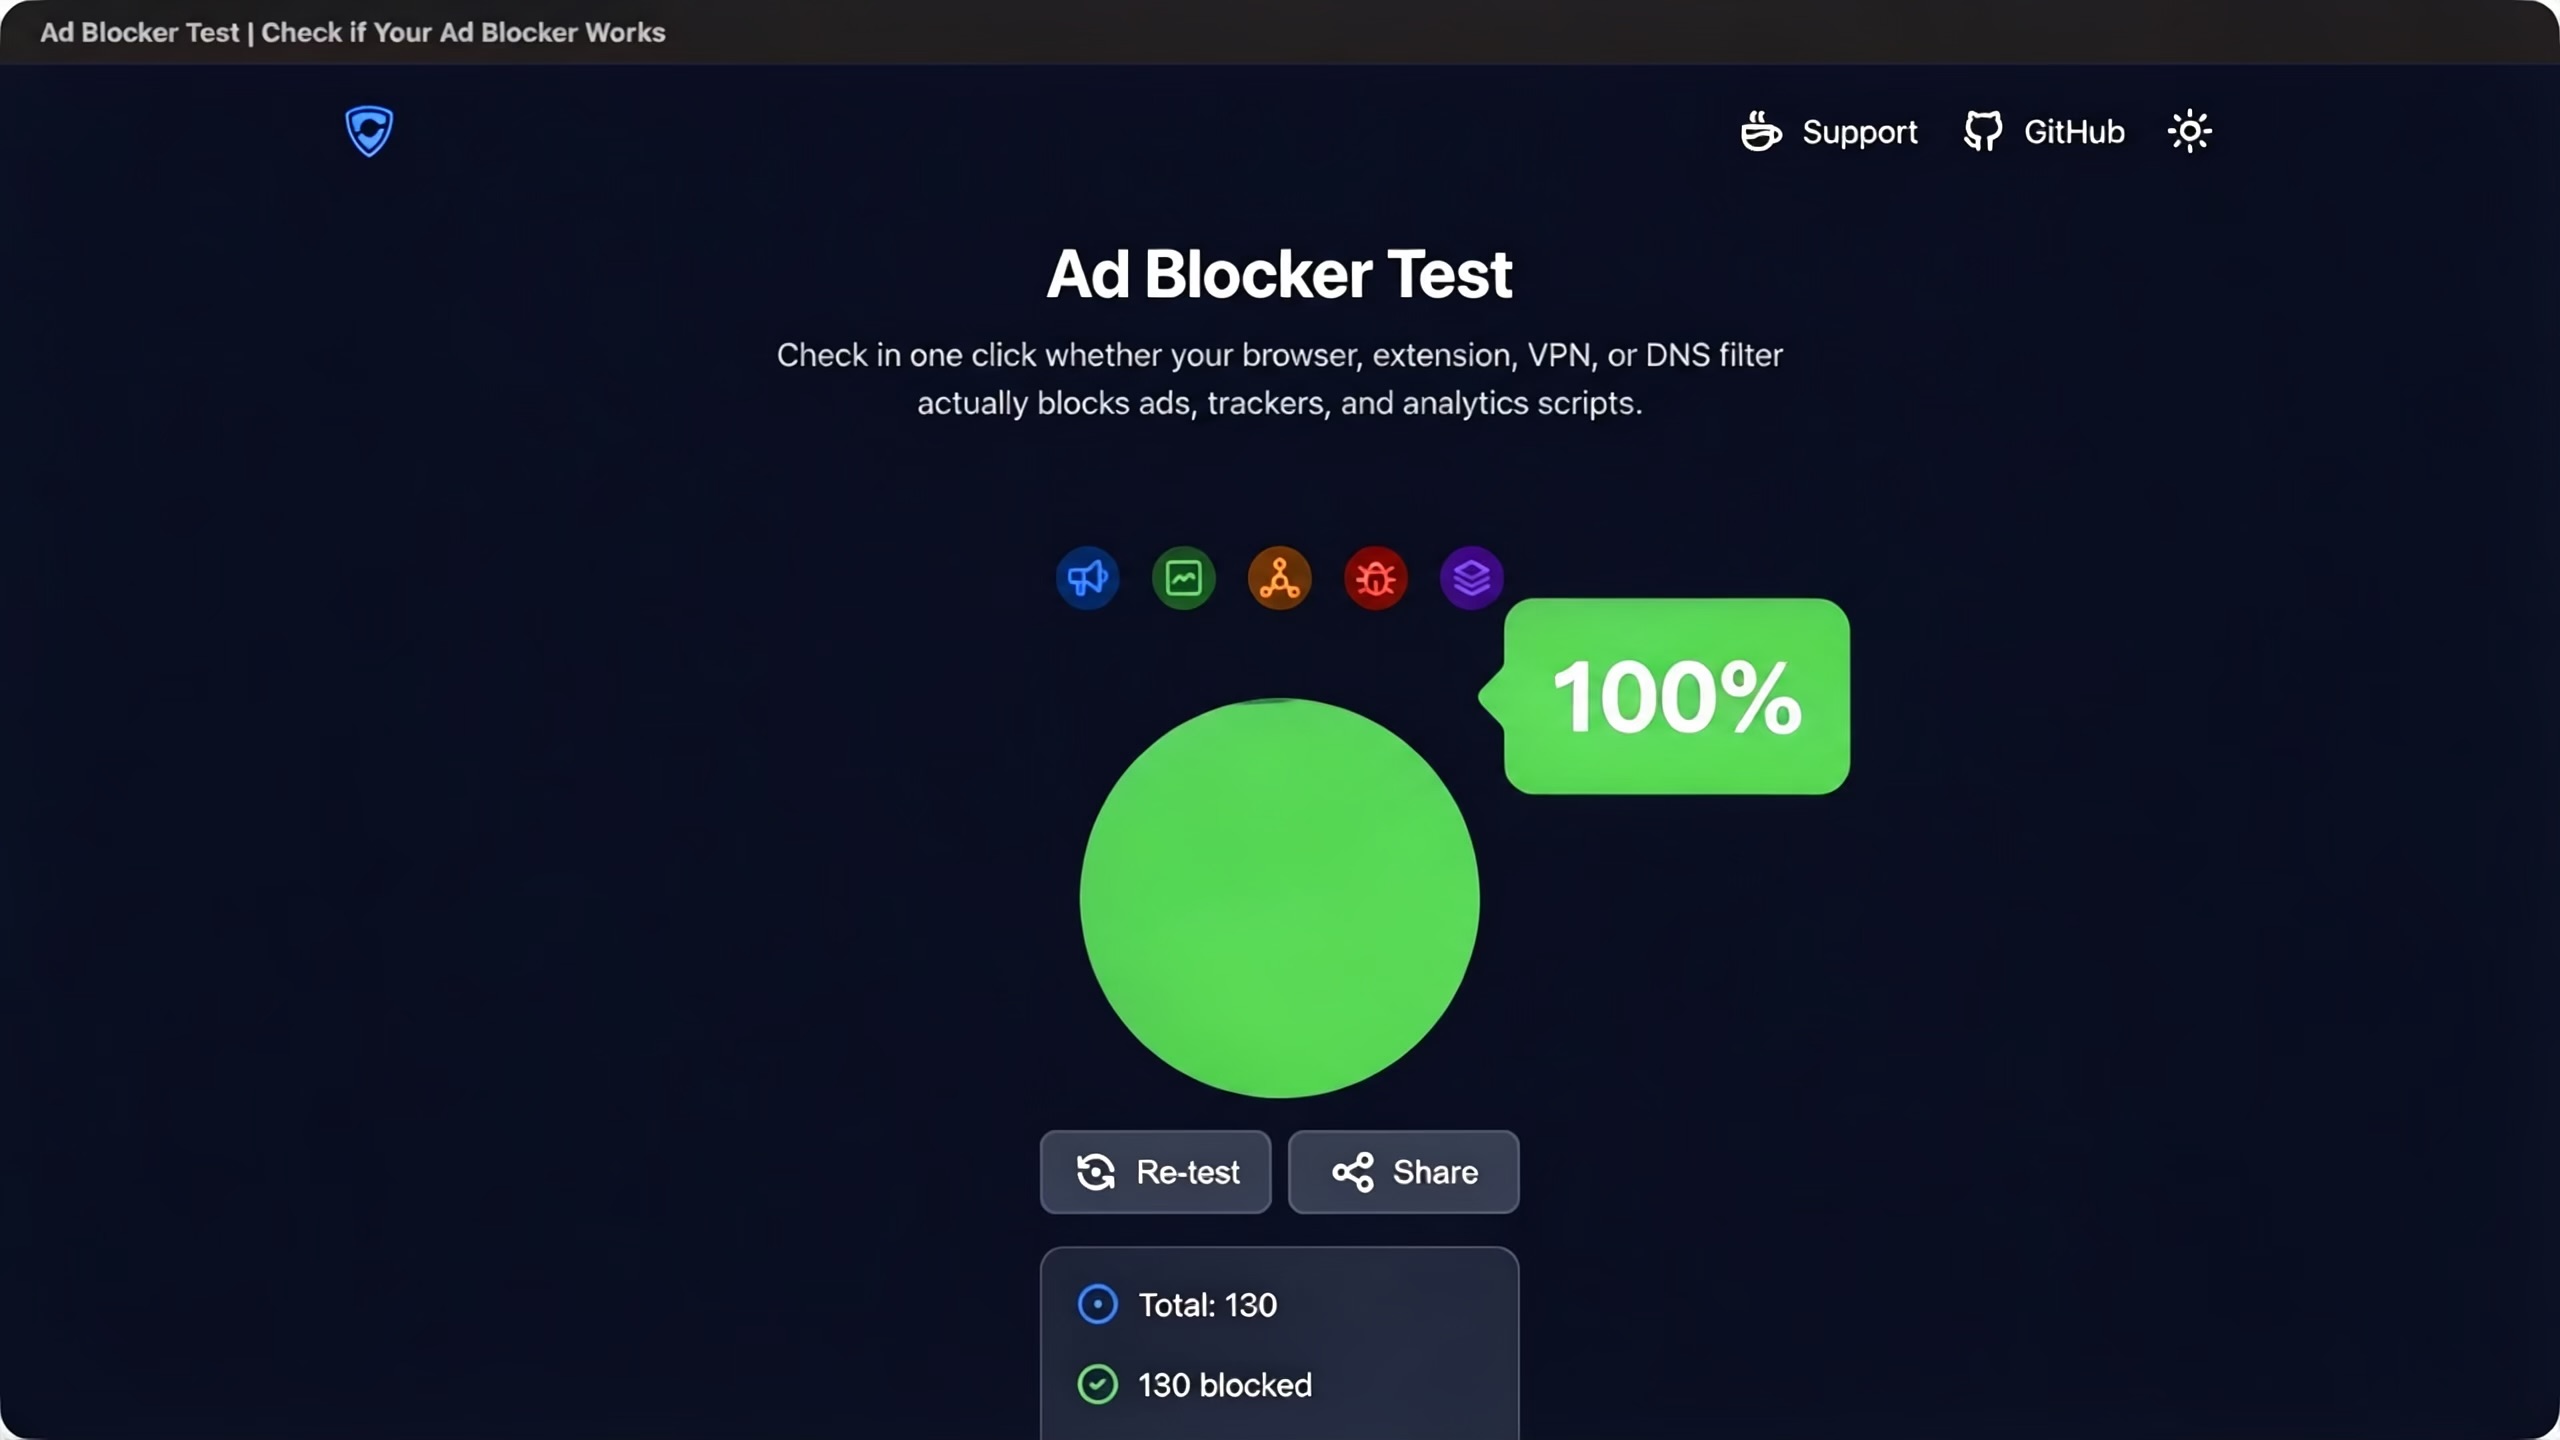 Ad Blocker Test | Check if Your Ad Blocker Works
Support
GitHub
Ad Blocker Test
Check in one click whether your browser, extension, VPN, or DNS filter
actually blocks ads, trackers, and analytics scripts.
100%
Re-test
Share
Total: 130
130 blocked